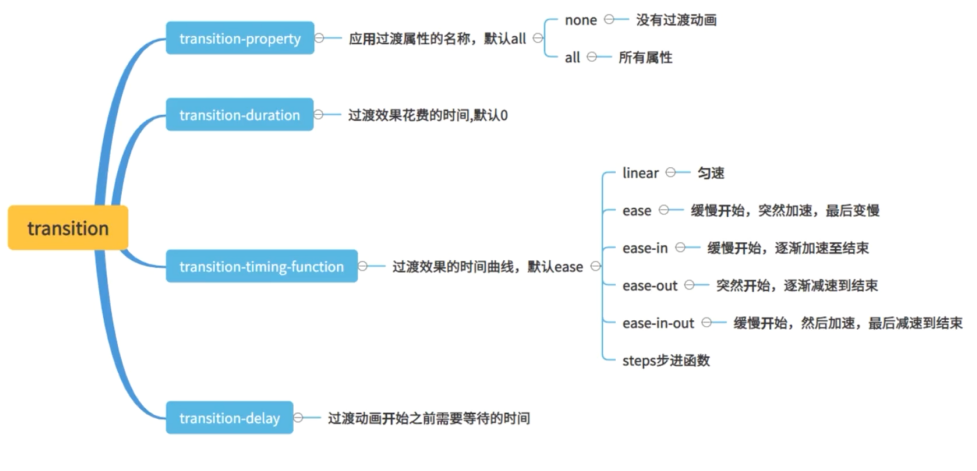 transition
transition-property
应用过渡属性的名称，默认all
none
没有过渡动画
all
所有属性
transition-duration
过渡效果花费的时间,默认0
transition-timing-function
过渡效果的时间曲线，默认ease
linear
匀速
ease
缓慢开始，突然加速，最后变慢
ease-in
缓慢开始，逐渐加速至结束
ease-out
突然开始，逐渐减速到结束
ease-in-out
缓慢开始，然后加速，最后减速到结束
steps步进函数
transition-delay
过渡动画开始之前需要等待的时间